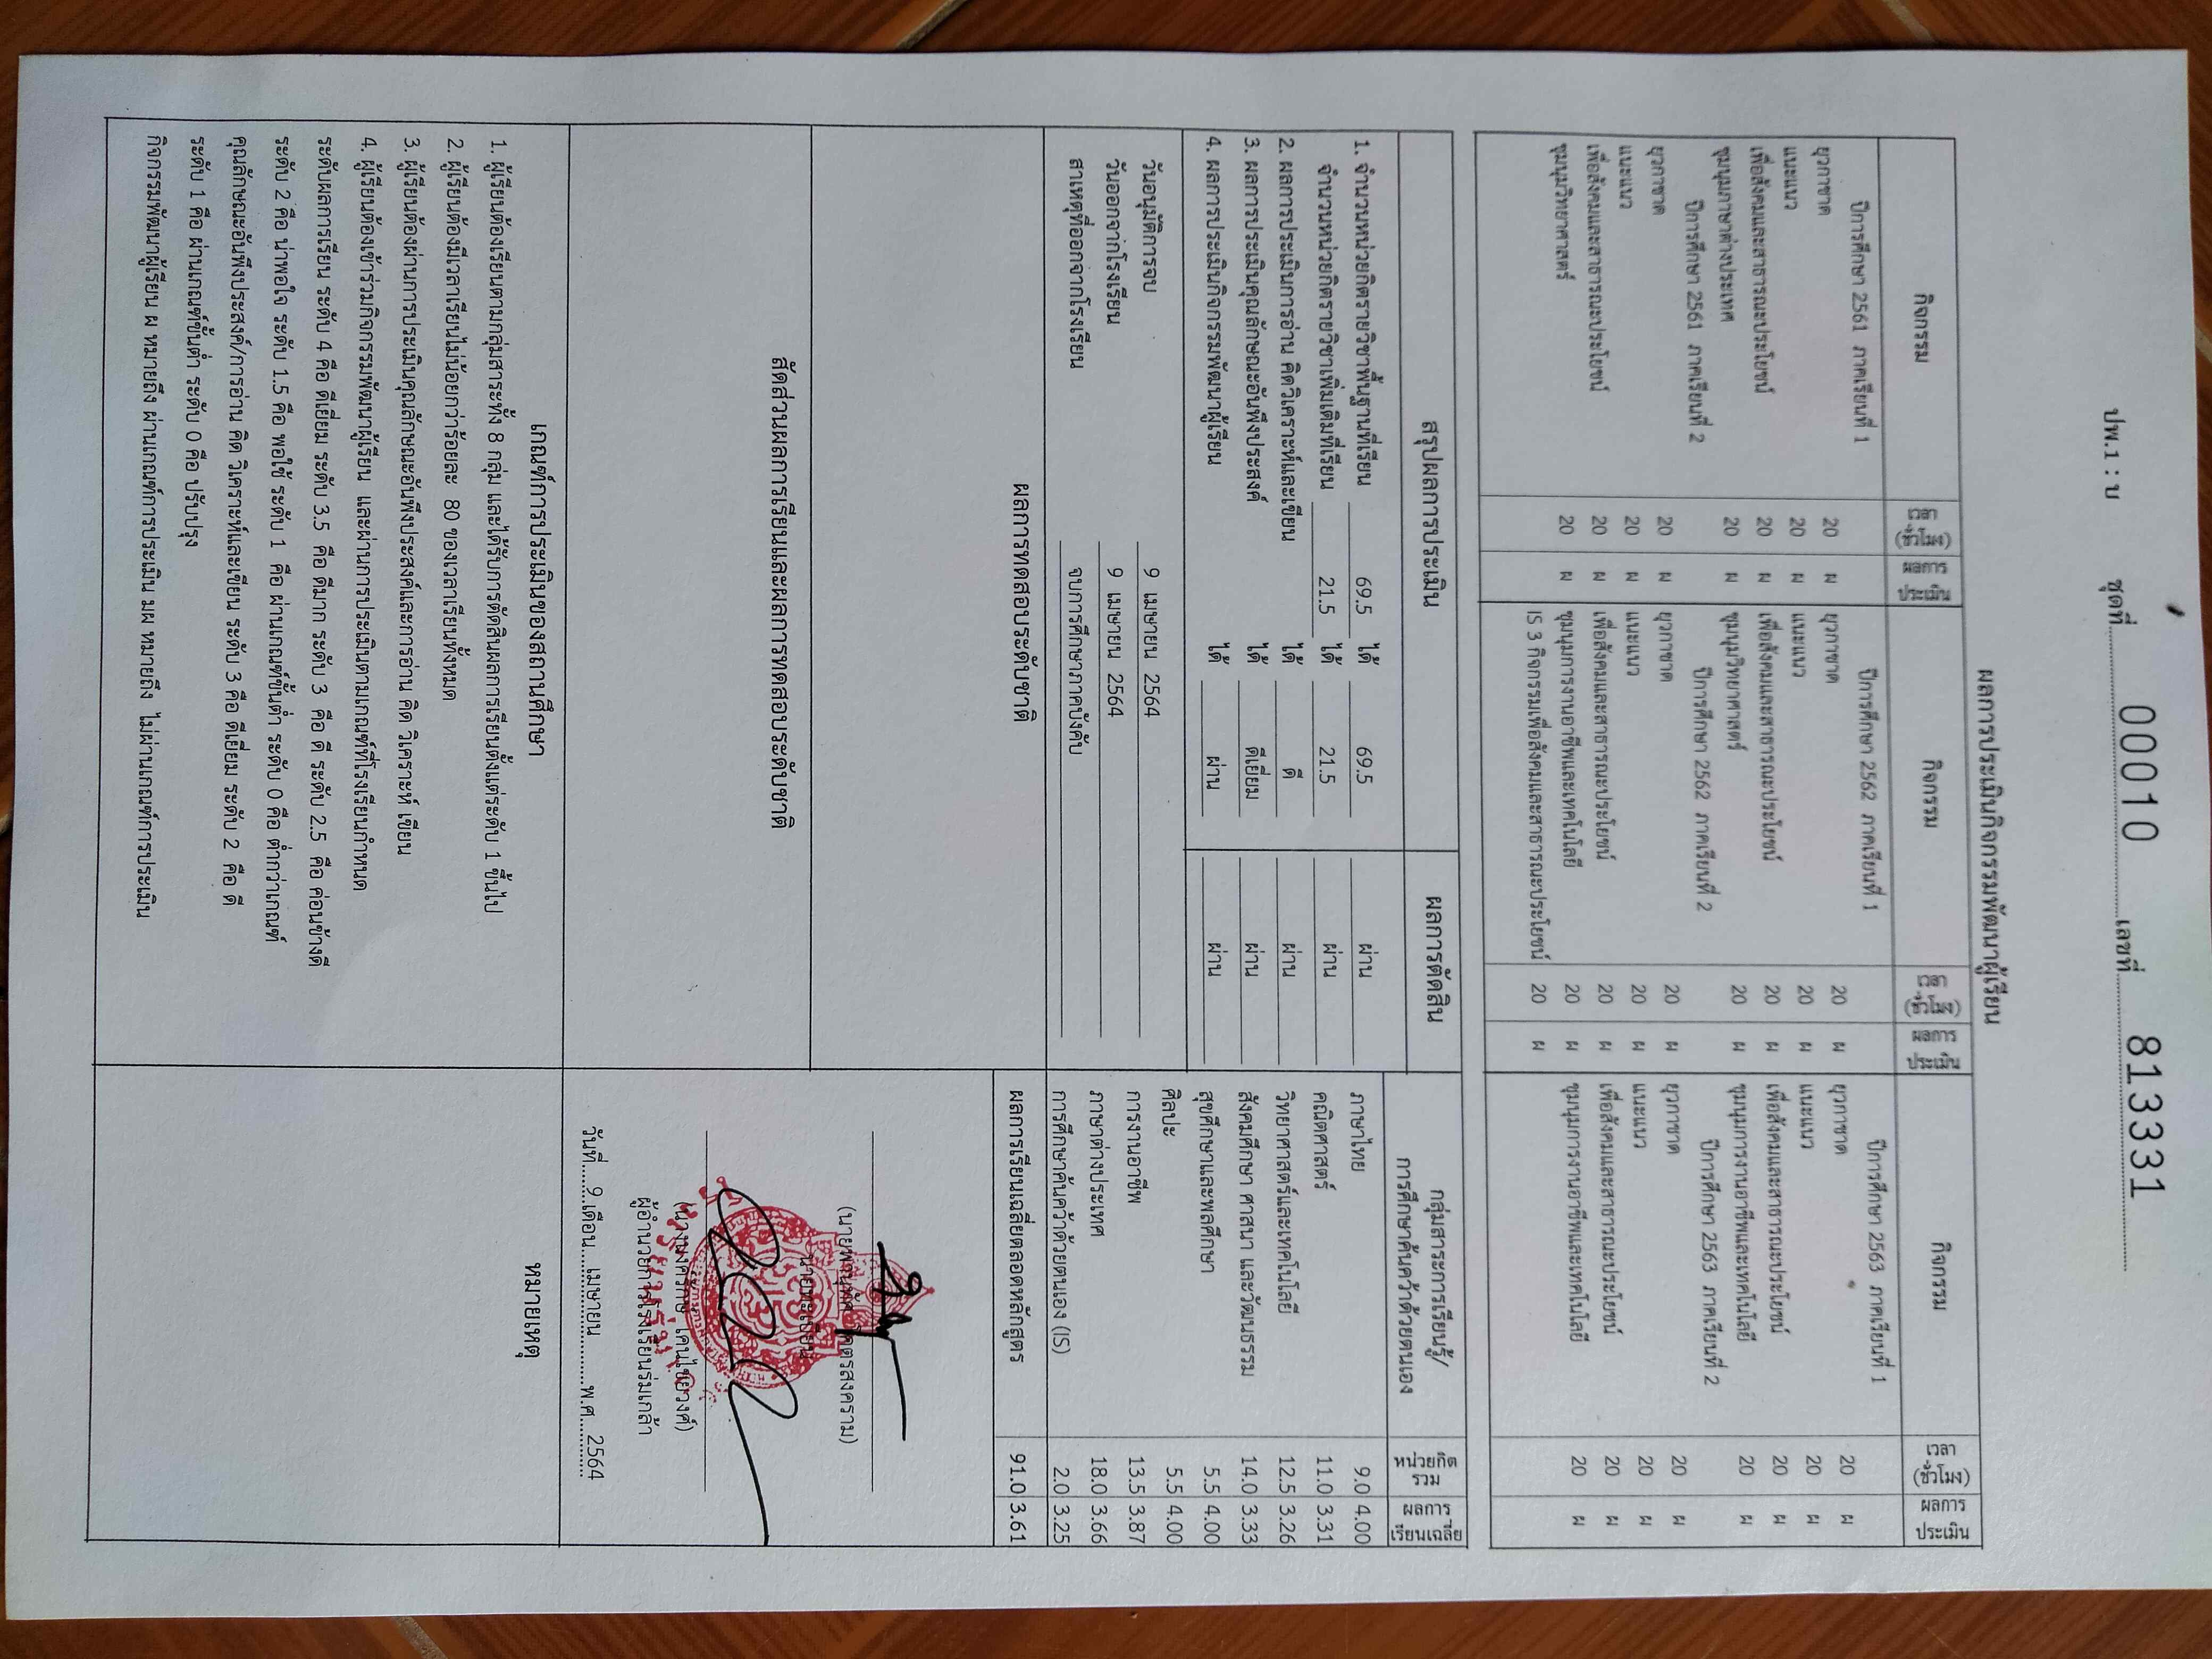 ปพ.1 : บ ชุดที่ 00010 เลขที่ 813331
ผลการประเมินกิจกรรมพัฒนาผู้เรียน
กิจกรรม เวลา (ชั่วโมง) ผลการประเมิน กิจกรรม เวลา (ชั่วโมง) ผลการประเมิน กิจกรรม เวลา (ชั่วโมง) ผลการประเมิน
ปีการศึกษา 2561 ภาคเรียนที่ 1
ยุวกาชาด 20 ผ
แนะแนว 20 ผ
เพื่อสังคมและสาธารณะประโยชน์ 20 ผ
ชุมนุมภาษาต่างประเทศ 20 ผ
ปีการศึกษา 2561 ภาคเรียนที่ 2
ยุวกาชาด 20 ผ
แนะแนว 20 ผ
เพื่อสังคมและสาธารณะประโยชน์ 20 ผ
ชุมนุมวิทยาศาสตร์ 20 ผ
ปีการศึกษา 2562 ภาคเรียนที่ 1
ยุวกาชาด 20 ผ
แนะแนว 20 ผ
เพื่อสังคมและสาธารณะประโยชน์ 20 ผ
ชุมนุมวิทยาศาสตร์ 20 ผ
ปีการศึกษา 2562 ภาคเรียนที่ 2
ยุวกาชาด 20 ผ
แนะแนว 20 ผ
เพื่อสังคมและสาธารณะประโยชน์ 20 ผ
ชุมนุมการงานอาชีพและเทคโนโลยี 20 ผ
IS 3 กิจกรรมเพื่อสังคมและสาธารณะประโยชน์ 20 ผ
ปีการศึกษา 2563 ภาคเรียนที่ 1
ยุวกาชาด 20 ผ
แนะแนว 20 ผ
เพื่อสังคมและสาธารณะประโยชน์ 20 ผ
ชุมนุมการงานอาชีพและเทคโนโลยี 20 ผ
ปีการศึกษา 2563 ภาคเรียนที่ 2
ยุวกาชาด 20 ผ
แนะแนว 20 ผ
เพื่อสังคมและสาธารณะประโยชน์ 20 ผ
ชุมนุมการงานอาชีพและเทคโนโลยี 20 ผ
สรุปผลการประเมิน ผลการตัดสิน
1. จำนวนหน่วยกิตรายวิชาพื้นฐานที่เรียน 69.5 ได้ 69.5 ผ่าน
จำนวนหน่วยกิตรายวิชาเพิ่มเติมที่เรียน 21.5 ได้ 21.5 ผ่าน
2. ผลการประเมินการอ่าน คิดวิเคราะห์และเขียน ได้ ดี ผ่าน
3. ผลการประเมินคุณลักษณะอันพึงประสงค์ ได้ ดีเยี่ยม ผ่าน
4. ผลการประเมินกิจกรรมพัฒนาผู้เรียน ได้ ผ่าน ผ่าน
วันอนุมัติการจบ 9 เมษายน 2564
วันออกจากโรงเรียน 9 เมษายน 2564
สาเหตุที่ออกจากโรงเรียน จบการศึกษาภาคบังคับ
กลุ่มสาระการเรียนรู้/
การศึกษาค้นคว้าด้วยตนเอง หน่วยกิตรวม ผลการเรียนเฉลี่ย
ภาษาไทย 9.0 4.00
คณิตศาสตร์ 11.0 3.31
วิทยาศาสตร์และเทคโนโลยี 12.5 3.26
สังคมศึกษา ศาสนา และวัฒนธรรม 14.0 3.33
สุขศึกษาและพลศึกษา 5.5 4.00
ศิลปะ 5.5 4.00
การงานอาชีพ 13.5 3.87
ภาษาต่างประเทศ 18.0 3.66
การศึกษาค้นคว้าด้วยตนเอง (IS) 2.0 3.25
ผลการเรียนเฉลี่ยตลอดหลักสูตร 91.0 3.61
ผลการทดสอบระดับชาติ
สัดส่วนผลการเรียนและผลการทดสอบระดับชาติ
นายทะเบียน
ผู้อำนวยการโรงเรียนร่มเกล้า
วันที่ 9 เดือน เมษายน พ.ศ. 2564
เกณฑ์การประเมินของสถานศึกษา
1. ผู้เรียนต้องเรียนตามกลุ่มสาระทั้ง 8 กลุ่ม และได้รับการตัดสินผลการเรียนตั้งแต่ระดับ 1 ขึ้นไป
2. ผู้เรียนต้องมีเวลาเรียนไม่น้อยกว่าร้อยละ 80 ของเวลาเรียนทั้งหมด
3. ผู้เรียนต้องผ่านการประเมินคุณลักษณะอันพึงประสงค์และการอ่าน คิด วิเคราะห์ เขียน
4. ผู้เรียนต้องเข้าร่วมกิจกรรมพัฒนาผู้เรียน และผ่านการประเมินตามเกณฑ์ที่โรงเรียนกำหนด
ระดับผลการเรียน ระดับ 4 คือ ดีเยี่ยม ระดับ 3.5 คือ ดีมาก ระดับ 3 คือ ดี ระดับ 2.5 คือ ค่อนข้างดี
ระดับ 2 คือ น่าพอใจ ระดับ 1.5 คือ พอใช้ ระดับ 1 คือ ผ่านเกณฑ์ขั้นต่ำ ระดับ 0 คือ ต่ำกว่าเกณฑ์
คุณลักษณะอันพึงประสงค์/การอ่าน คิด วิเคราะห์และเขียน ระดับ 3 คือ ดีเยี่ยม ระดับ 2 คือ ดี
ระดับ 1 คือ ผ่านเกณฑ์ขั้นต่ำ ระดับ 0 คือ ปรับปรุง
กิจกรรมพัฒนาผู้เรียน ผ หมายถึง ผ่านเกณฑ์การประเมิน มผ หมายถึง ไม่ผ่านเกณฑ์การประเมิน
หมายเหตุ